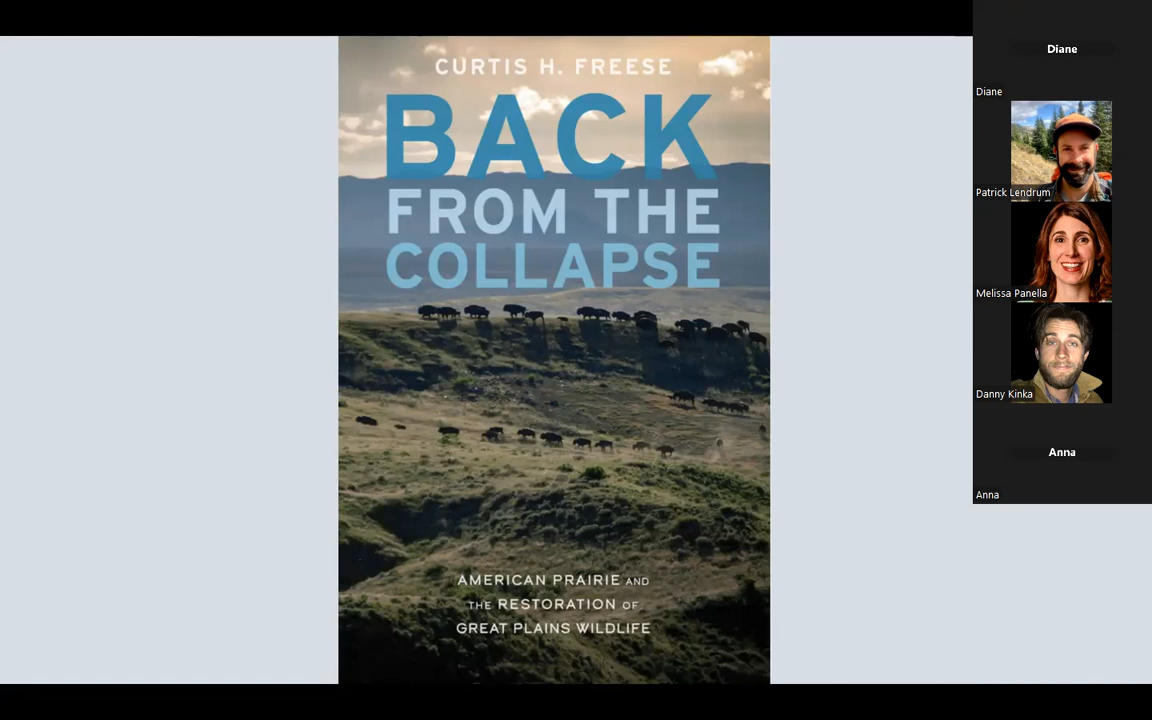 CURTIS H. FREESE
BACK
FROM THE
COLLAPSE
AMERICAN PRAIRIE AND
THE RESTORATION OF
GREAT PLAINS WILDLIFE
Diane
Diane
Patrick Lendrum
Melissa Panella
Danny Kinka
Anna
Anna